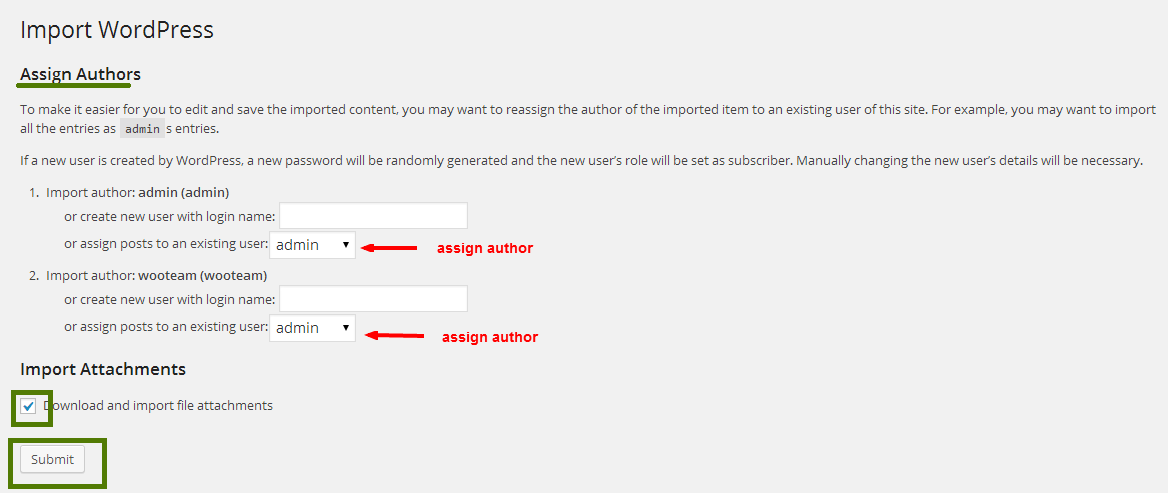 Import WordPress
Assign Authors
To make it easier for you to edit and save the imported content, you may want to reassign the author of the imported item to an existing user of this site. For example, you may want to import
all the entries as admin s entries.
If a new user is created by WordPress, a new password will be randomly generated and the new user's role will be set as subscriber. Manually changing the new user's details will be necessary.
1. Import author: admin (admin)
or create new user with login name:
or assign posts to an existing user: admin assign author
2. Import author: wooteam (wooteam)
or create new user with login name:
or assign posts to an existing user: admin assign author
Import Attachments
Download and import file attachments
Submit